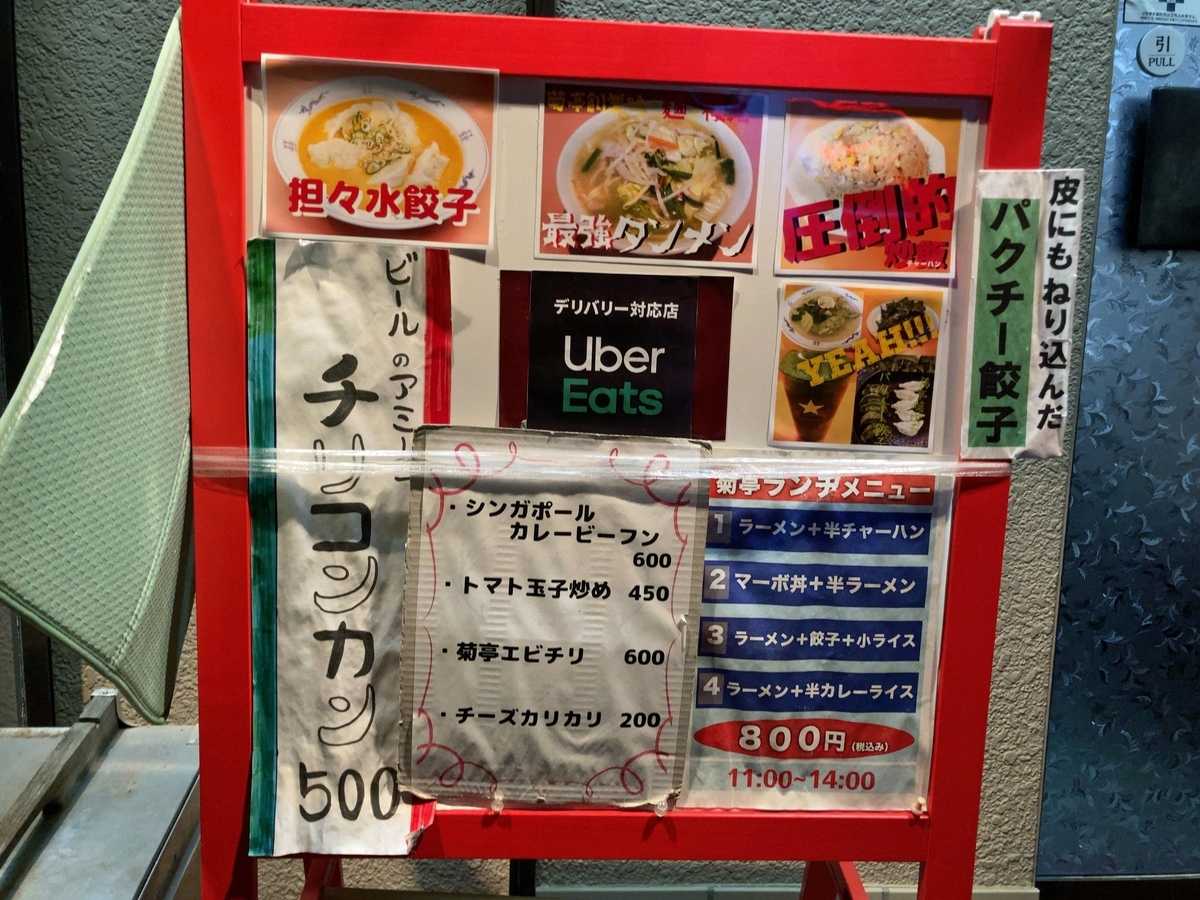 引
PULL
担々水餃子
最強タンメン
圧倒的
炒飯
チャーハン
皮にもねり込んだ
パクチー餃子
ビールのアミー
チリコンカン
500
デリバリー対応店
Uber
Eats
YEAH!!!
・シンガポール
カレービーフン
600
・トマト玉子炒め 450
・菊亭エビチリ 600
・チーズカリカリ 200
菊亭ランチメニュー
1 ラーメン+半チャーハン
2 マーボ丼+半ラーメン
3 ラーメン+餃子+小ライス
4 ラーメン+半カレーライス
800円(税込み)
11:00~14:00